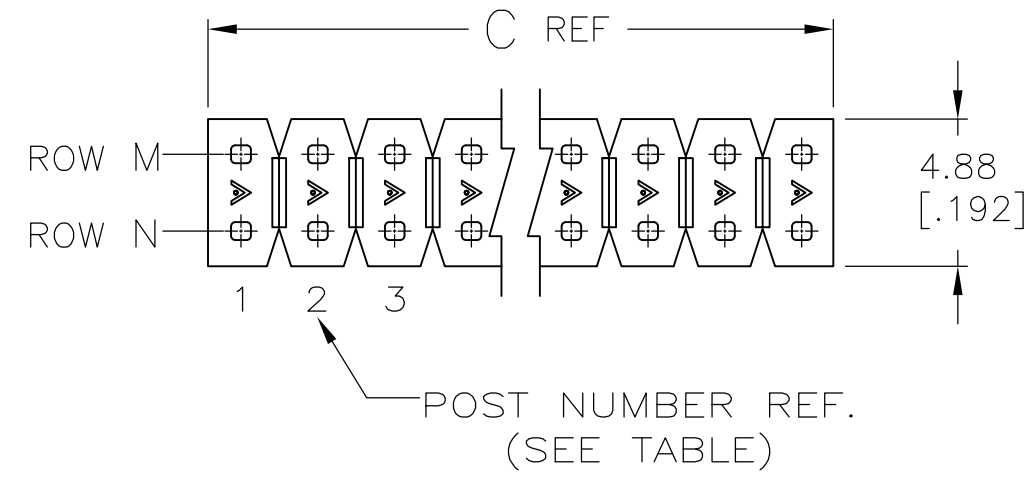 C REF
ROW M
4.88
[.192]
ROW N
1 2 3
POST NUMBER REF.
(SEE TABLE)